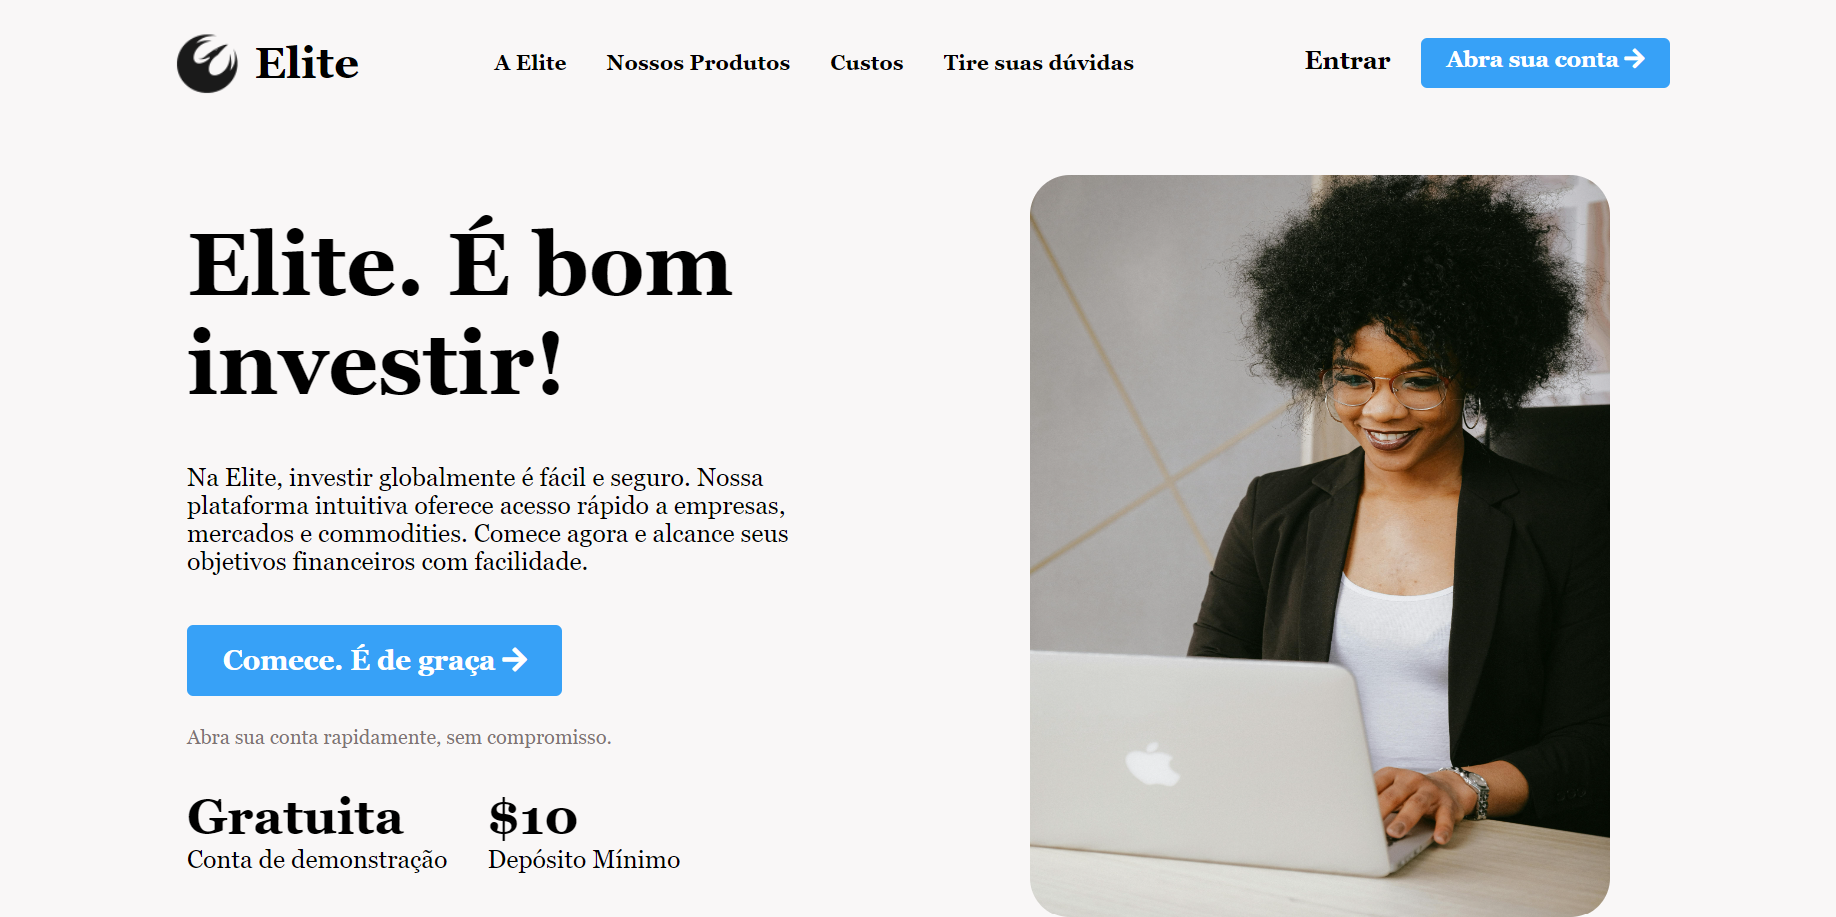 Elite
A Elite
Nossos Produtos
Custos
Tire suas dúvidas
Entrar
Abra sua conta
Elite. É bom
investir!
Na Elite, investir globalmente é fácil e seguro. Nossa
plataforma intuitiva oferece acesso rápido a empresas,
mercados e commodities. Comece agora e alcance seus
objetivos financeiros com facilidade.
Comece. É de graça
Abra sua conta rapidamente, sem compromisso.
Gratuita
Conta de demonstração
$10
Depósito Mínimo